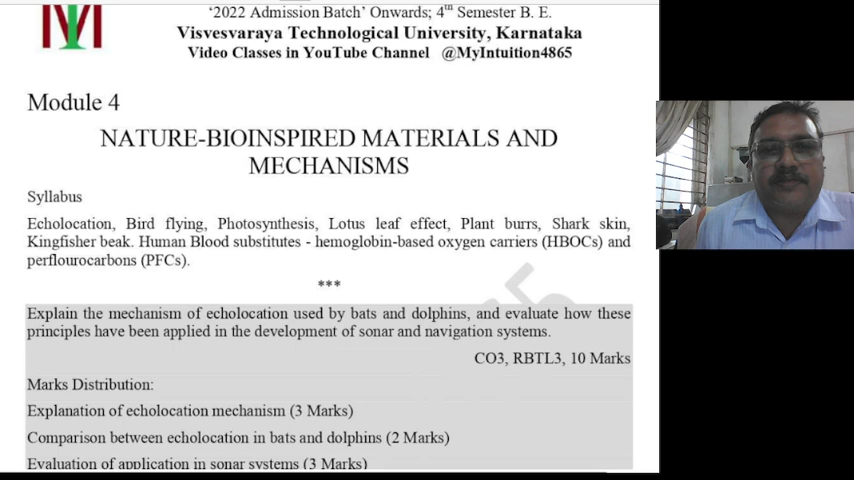 '2022 Admission Batch' Onwards; 4th Semester B. E.
Visvesvaraya Technological University, Karnataka
Video Classes in YouTube Channel @MyIntuition4865
Module 4
NATURE-BIOINSPIRED MATERIALS AND
MECHANISMS
Syllabus
Echolocation, Bird flying, Photosynthesis, Lotus leaf effect, Plant burrs, Shark skin,
Kingfisher beak. Human Blood substitutes - hemoglobin-based oxygen carriers (HBOCs) and
perflourocarbons (PFCs).
***
Explain the mechanism of echolocation used by bats and dolphins, and evaluate how these
principles have been applied in the development of sonar and navigation systems.
CO3, RBTL3, 10 Marks
Marks Distribution:
Explanation of echolocation mechanism (3 Marks)
Comparison between echolocation in bats and dolphins (2 Marks)
Evaluation of application in sonar systems (3 Marks)